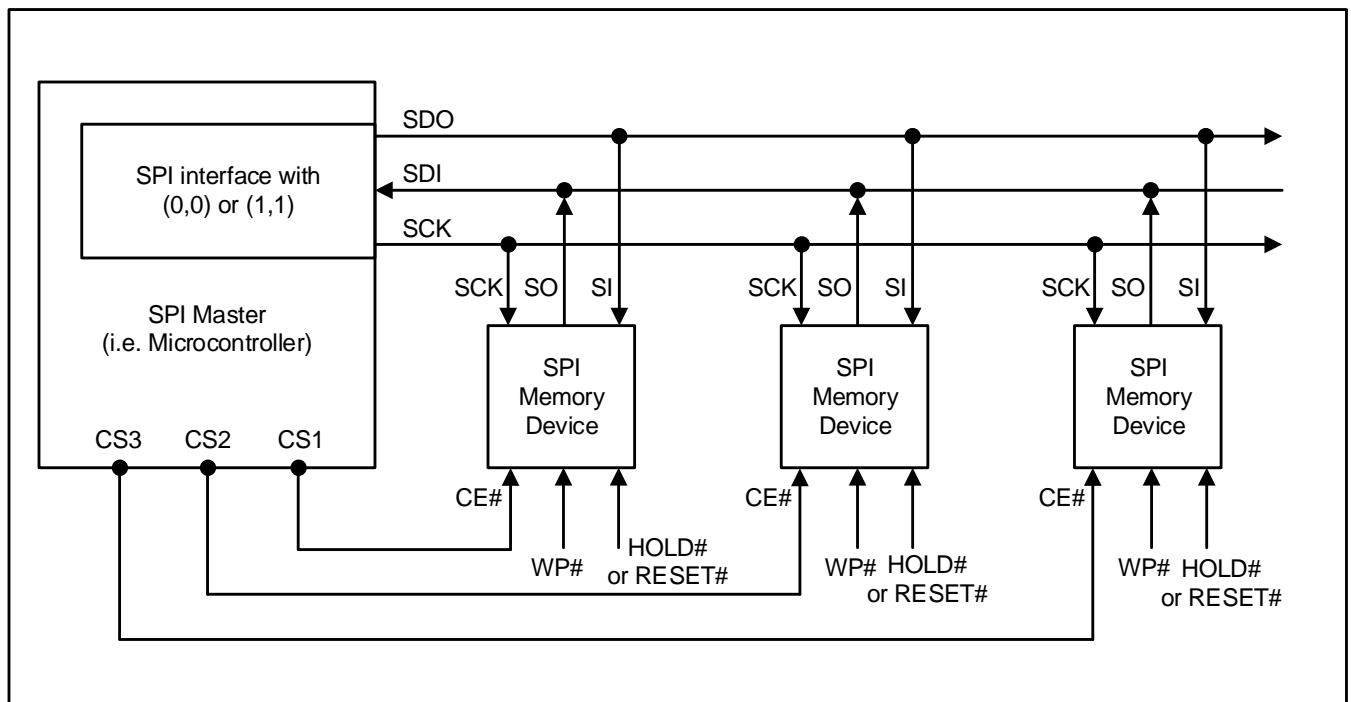 SDO
SPI interface with
(0,0) or (1,1)
SDI
SCK
SPI Master
(i.e. Microcontroller)
SCK SO SI
SCK SO SI
SCK SO SI
SPI
Memory
Device
SPI
Memory
Device
SPI
Memory
Device
CS3 CS2 CS1
CE#
WP#
HOLD#
or RESET#
CE#
WP#
HOLD#
or RESET#
CE#
WP#
HOLD#
or RESET#